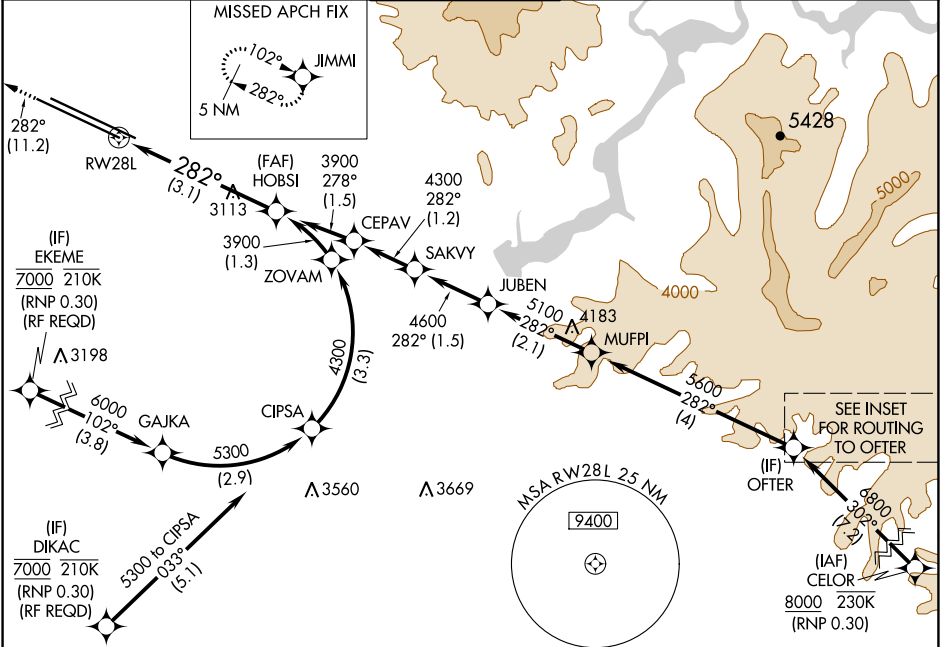 MISSED APCH FIX
102°
JIMMI
282°
5 NM
282°
(11.2)
RW28L
282°
(3.1)
3113
(FAF)
HOBSI
3900
278°
(1.5)
CEPAV
4300
282°
(1.2)
SAKVY
3900
(1.3)
ZOVAM
4600
282° (1.5)
JUBEN
5100
282°
(2.1)
4183
MUFPI
5428
5000
4000
5600
282°
(4)
SEE INSET
FOR ROUTING
TO OFTER
(IF)
OFTER
6800
302°
(7.2)
(IAF)
CELOR
8000 230K
(RNP 0.30)
(IF)
EKEME
7000 210K
(RNP 0.30)
(RF REQD)
3198
6000
102°
(3.8)
GAJKA
5300
(2.9)
CIPSA
4300
(3.3)
3560
3669
(IF)
DIKAC
7000 210K
(RNP 0.30)
(RF REQD)
5300 to CIPSA
033°
(5.1)
MSA RW28L 25 NM
9400